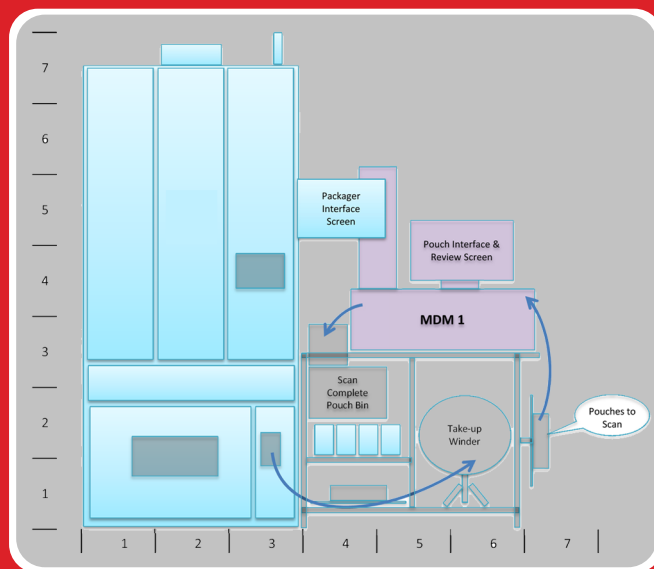 7
6
5
4
3
2
1
Packager
Interface
Screen
Pouch Interface &
Review Screen
MDM 1
Scan
Complete
Pouch Bin
Take-up
Winder
Pouches to
Scan
1 2 3 4 5 6 7